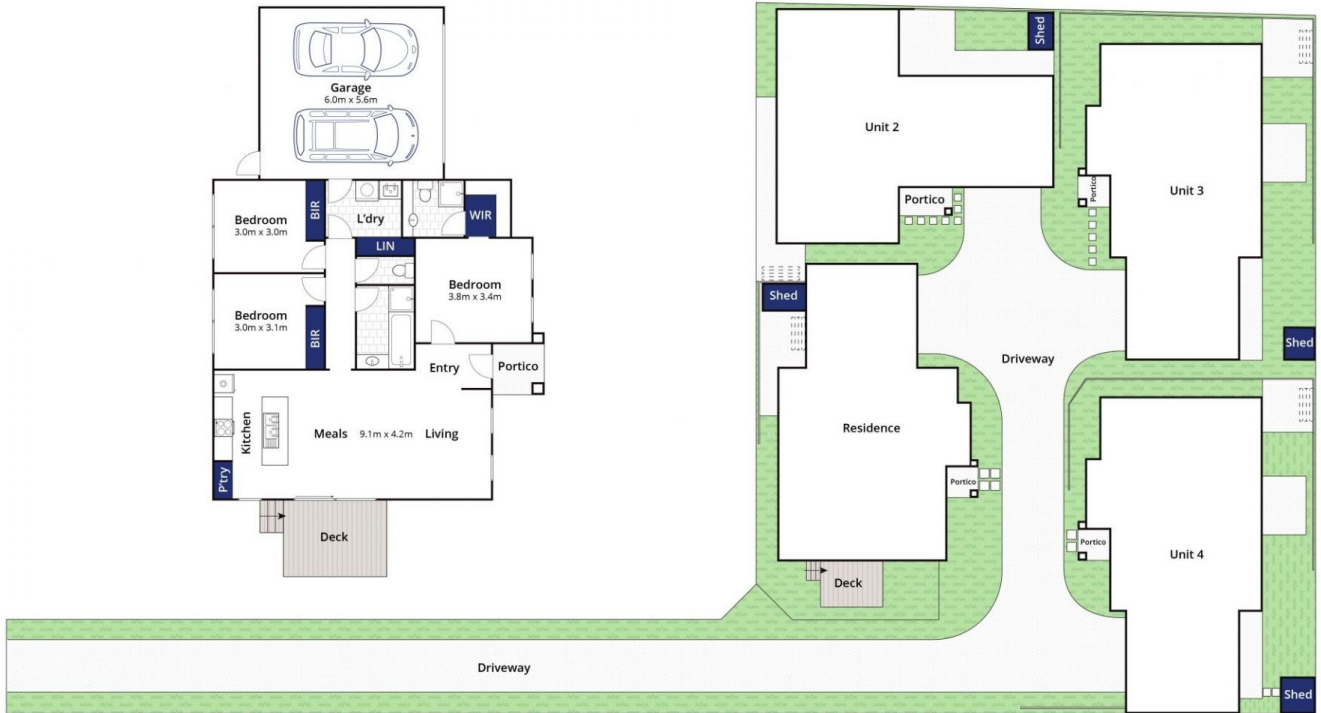 Garage
6.0m x 5.6m
Bedroom
3.0m x 3.0m
BIR
L'dry
WIR
LIN
Bedroom
3.8m x 3.4m
Bedroom
3.0m x 3.1m
BIR
Entry
Portico
Kitchen
Meals 9.1m x 4.2m Living
P'try
Deck
Shed
Unit 2
Portico
Unit 3
Portico
Shed
Shed
Driveway
Residence
Portico
Portico
Unit 4
Deck
Driveway
Shed